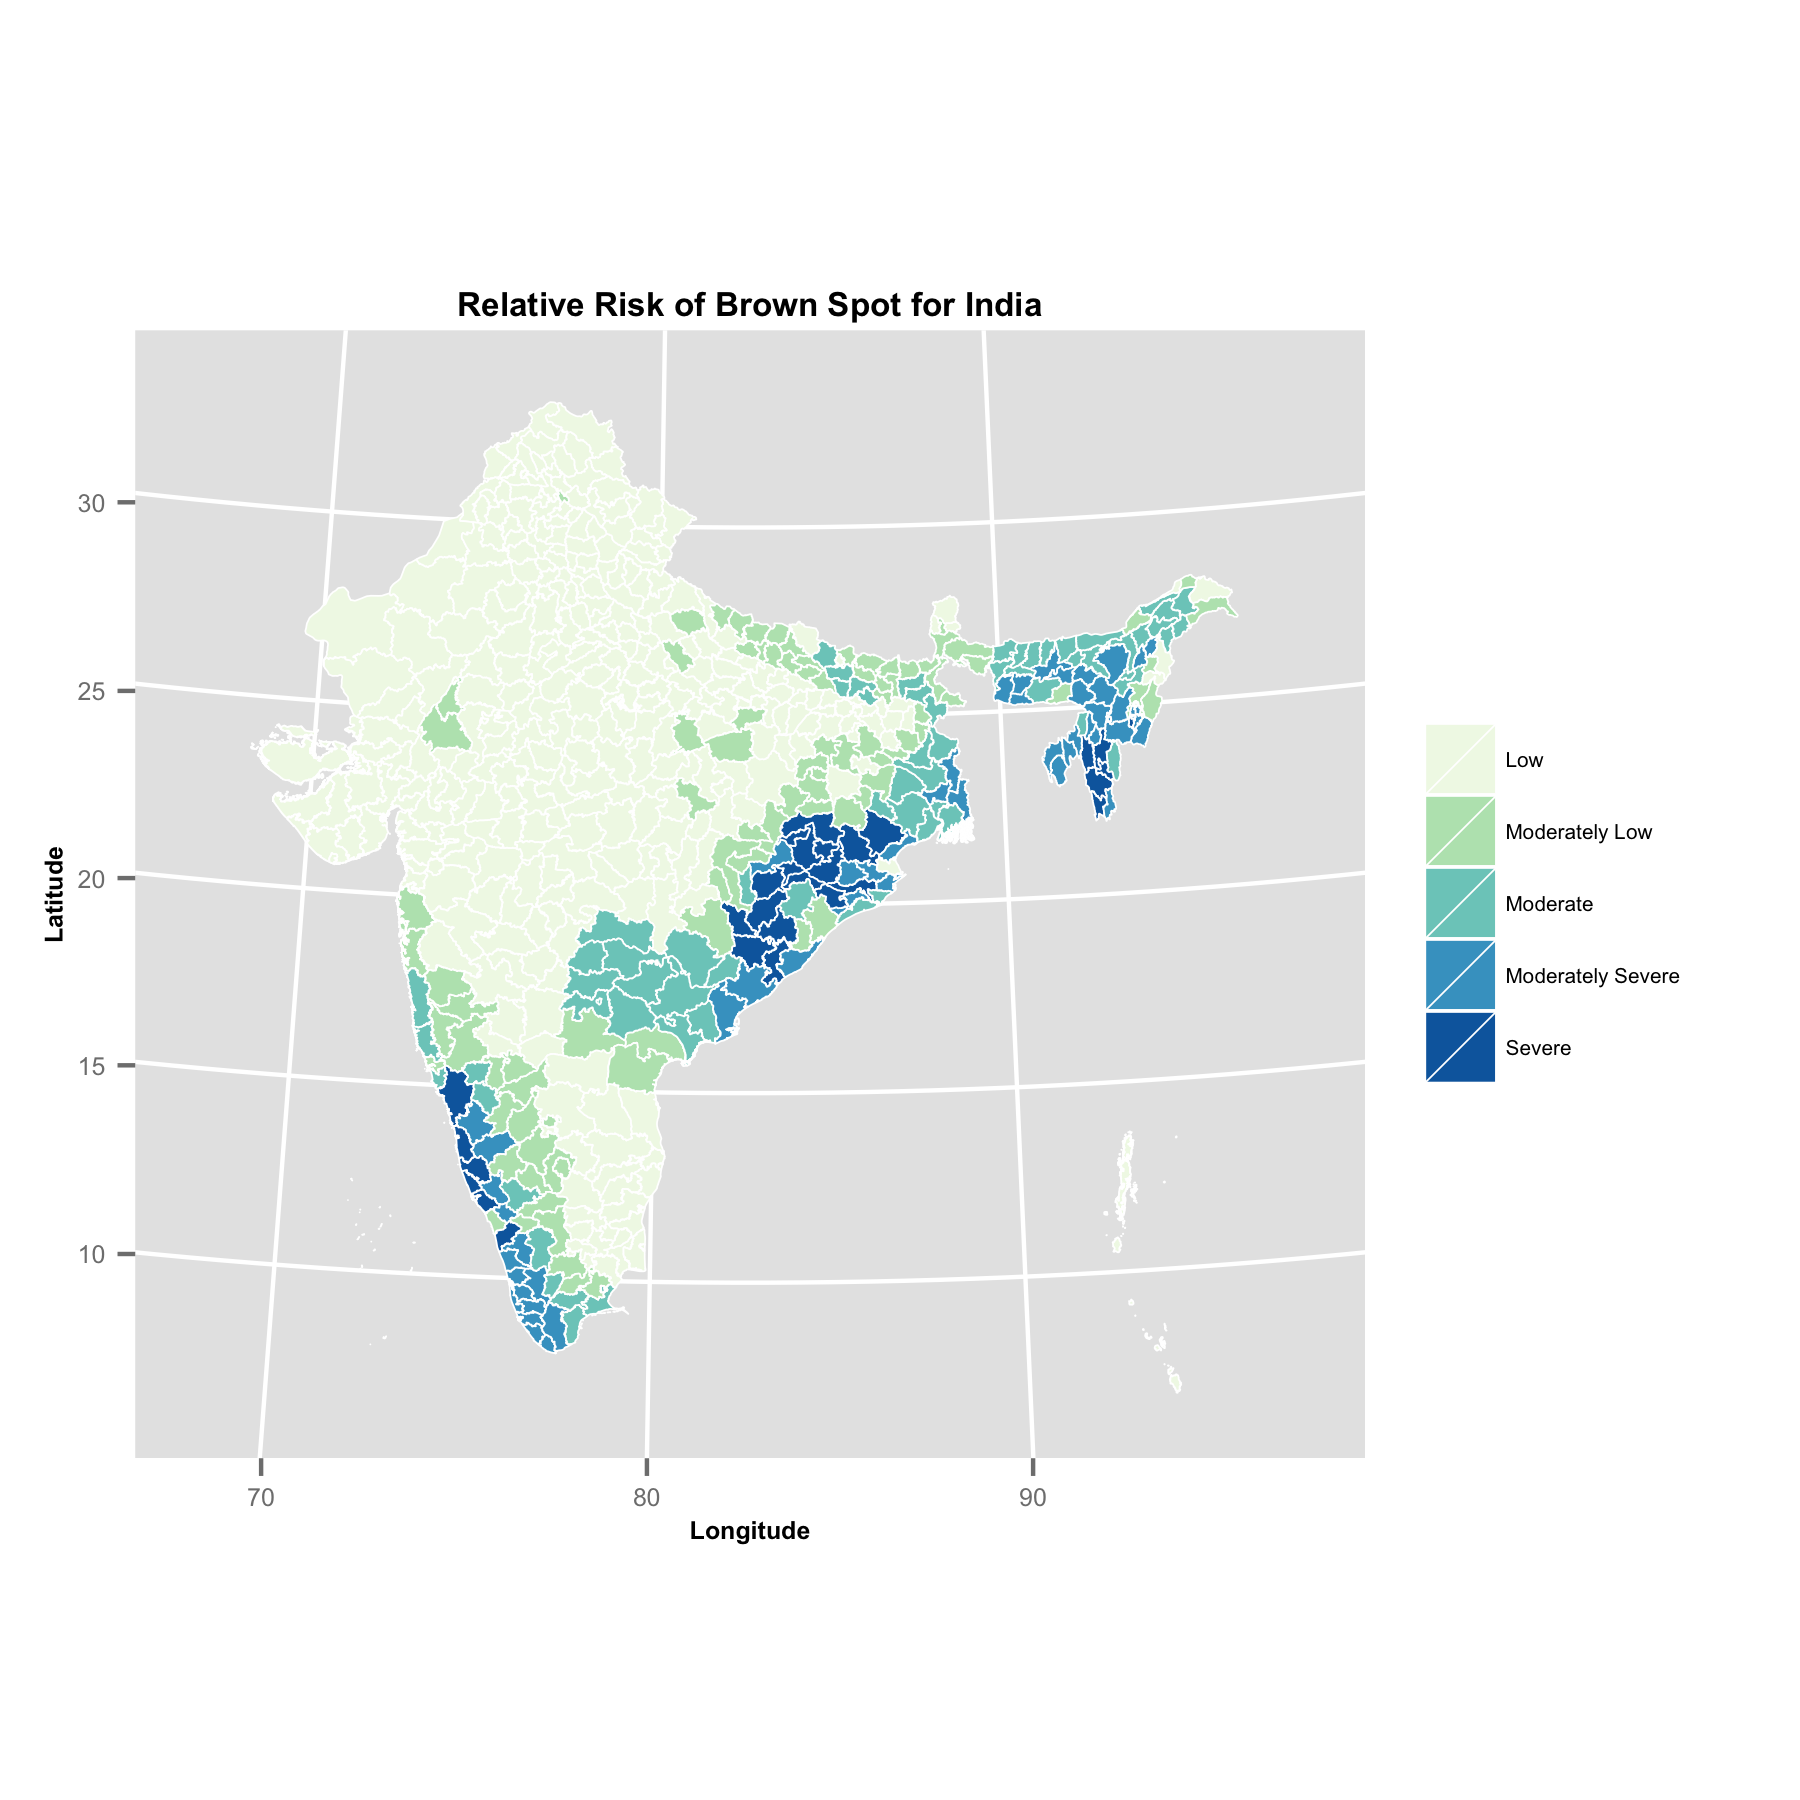 Relative Risk of Brown Spot for India
30
25
20
15
10
Latitude
70 80 90
Longitude
Low
Moderately Low
Moderate
Moderately Severe
Severe